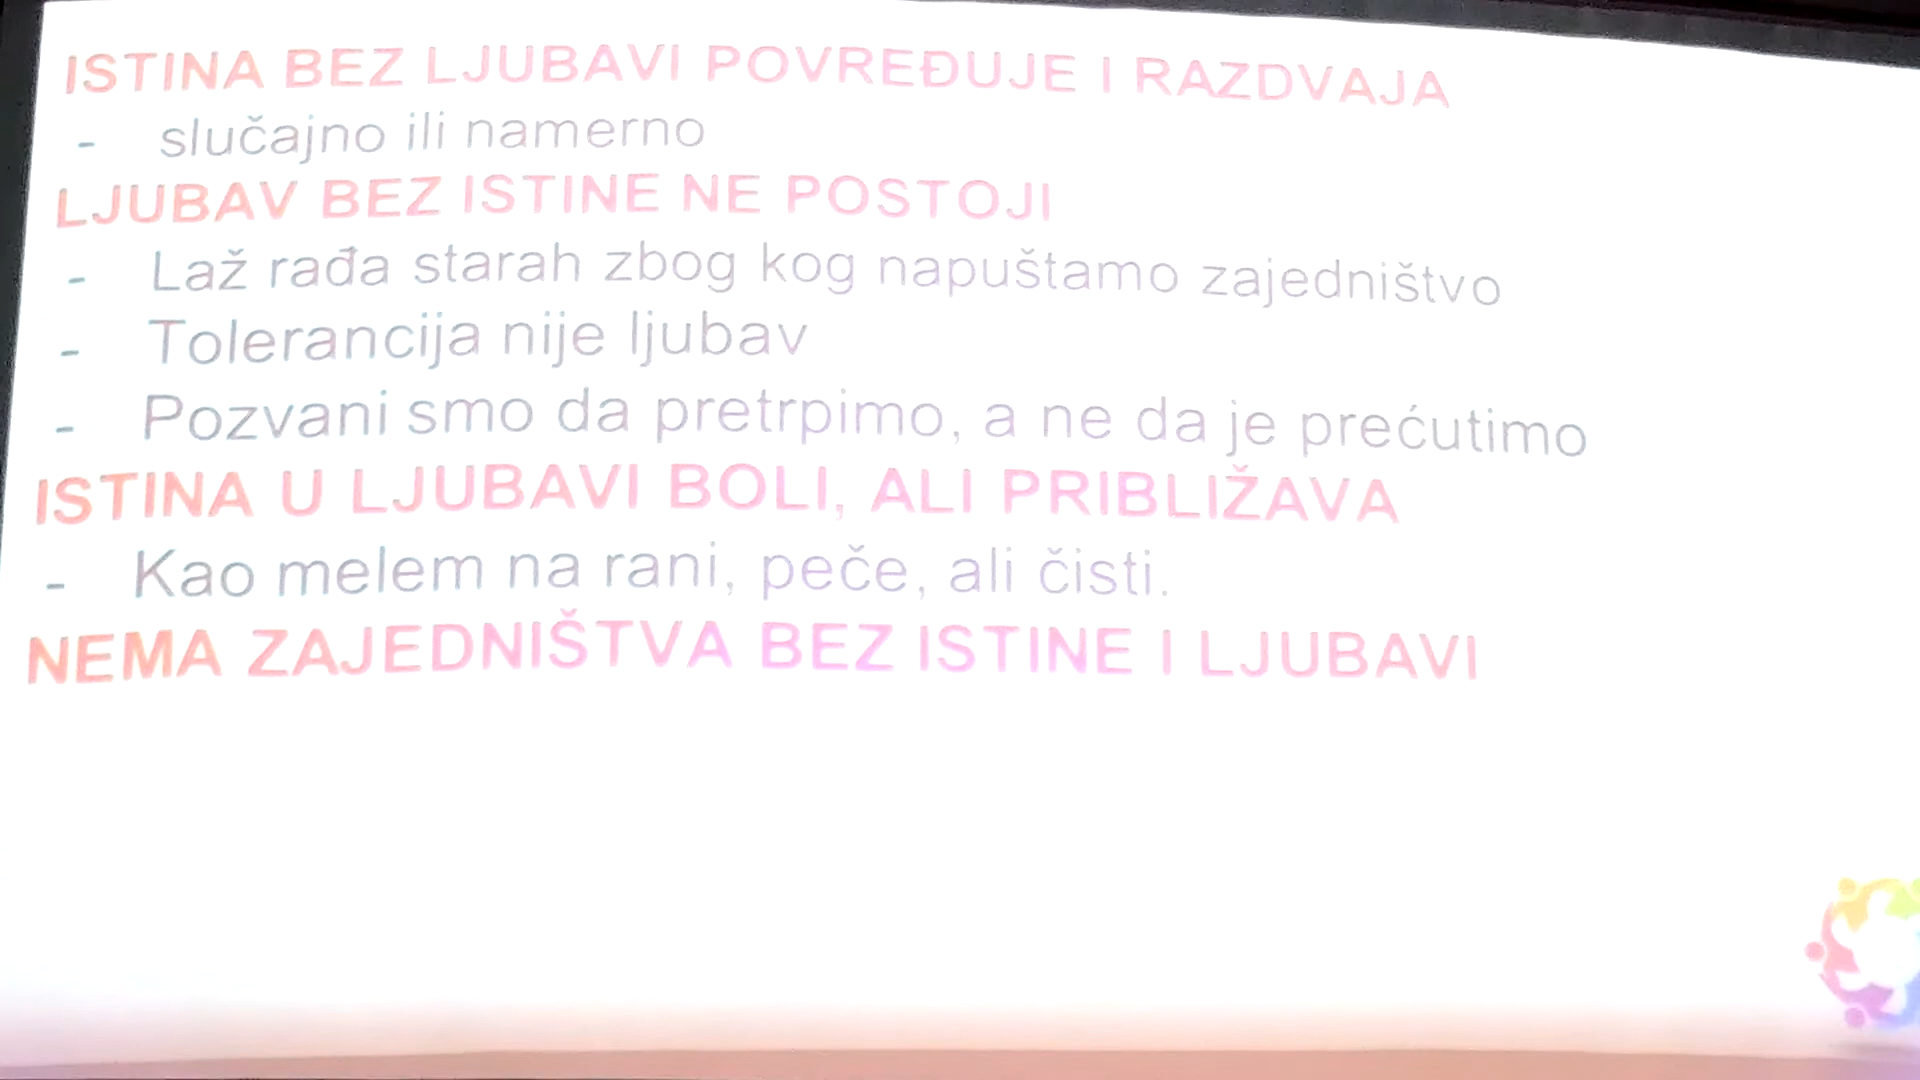 ISTINA BEZ LJUBAVI POVREĐUJE I RAZDVAJA
- slučajno ili namerno
LJUBAV BEZ ISTINE NE POSTOJI
- Laž rađa starah zbog kog napuštamo zajedništvo
- Tolerancija nije ljubav
- Pozvani smo da pretrpimo, a ne da je prećutimo
ISTINA U LJUBAVI BOLI, ALI PRIBLIŽAVA
- Kao melem na rani, peče, ali čisti.
NEMA ZAJEDNIŠTVA BEZ ISTINE I LJUBAVI